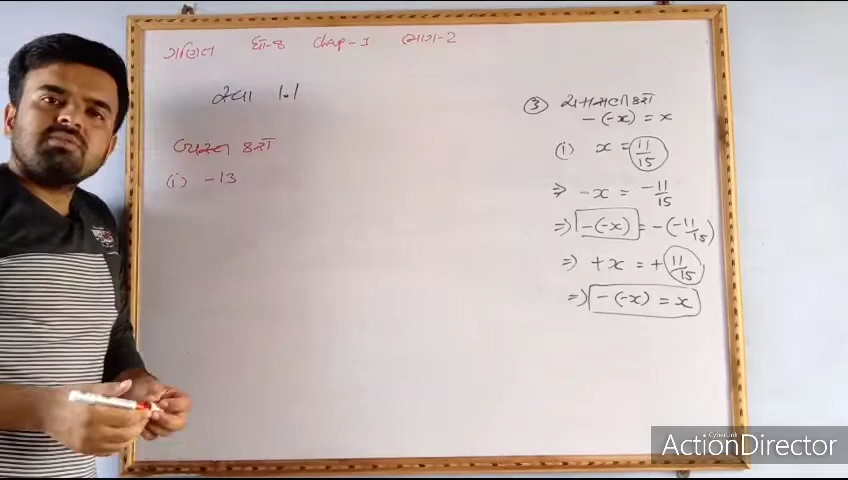 ગણિત ધો-8 Chap-1 ભાગ-2
સ્વા 1.1
વ્યસ્ત કરો
(i) -13
③ ચકાસણી કરો
-(-x) = x
(i) x = 11/15
⇒ -x = -11/15
⇒ -(-x) = -(-11/15)
⇒ +x = +11/15
⇒ -(-x) = x
CyberLink
ActionDirector